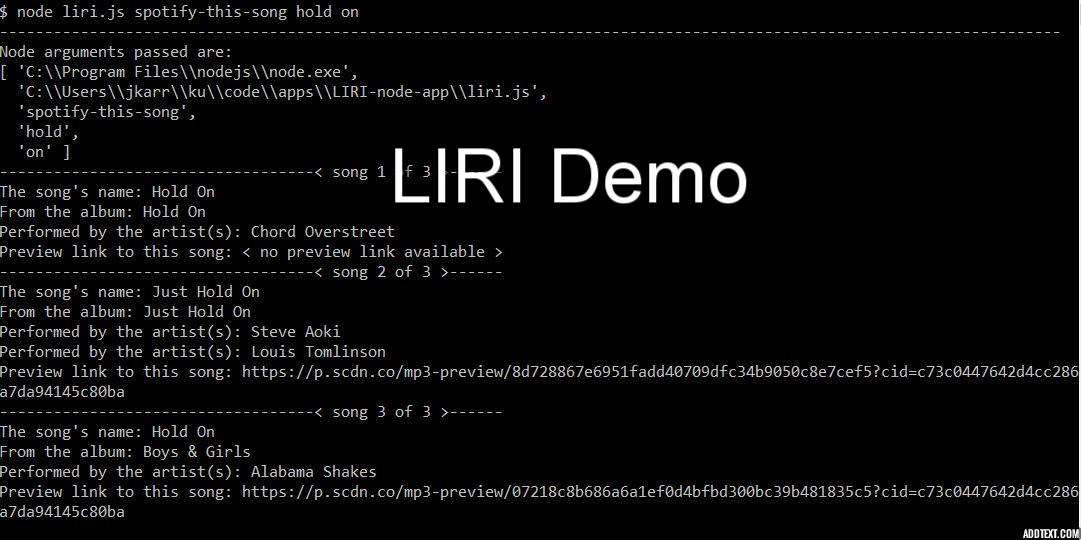 $ node liri.js spotify-this-song hold on
----------------------------------------------------------------------------------------------------------------------
Node arguments passed are:
[ 'C:\\Program Files\\nodejs\\node.exe',
'C:\\Users\\jkarr\\ku\\code\\apps\\LIRI-node-app\\liri.js',
'spotify-this-song',
'hold',
'on' ]
-----------------------------------< song 1 of 3 >------
LIRI Demo
The song's name: Hold On
From the album: Hold On
Performed by the artist(s): Chord Overstreet
Preview link to this song: < no preview link available >
-----------------------------------< song 2 of 3 >------
The song's name: Just Hold On
From the album: Just Hold On
Performed by the artist(s): Steve Aoki
Performed by the artist(s): Louis Tomlinson
Preview link to this song: https://p.scdn.co/mp3-preview/8d728867e6951fadd40709dfc34b9050c8e7cef5?cid=c73c0447642d4cc286
a7da94145c80ba
-----------------------------------< song 3 of 3 >------
The song's name: Hold On
From the album: Boys & Girls
Performed by the artist(s): Alabama Shakes
Preview link to this song: https://p.scdn.co/mp3-preview/07218c8b686a6a1ef0d4bfbd300bc39b481835c5?cid=c73c0447642d4cc286
a7da94145c80ba
ADDTEXT.COM